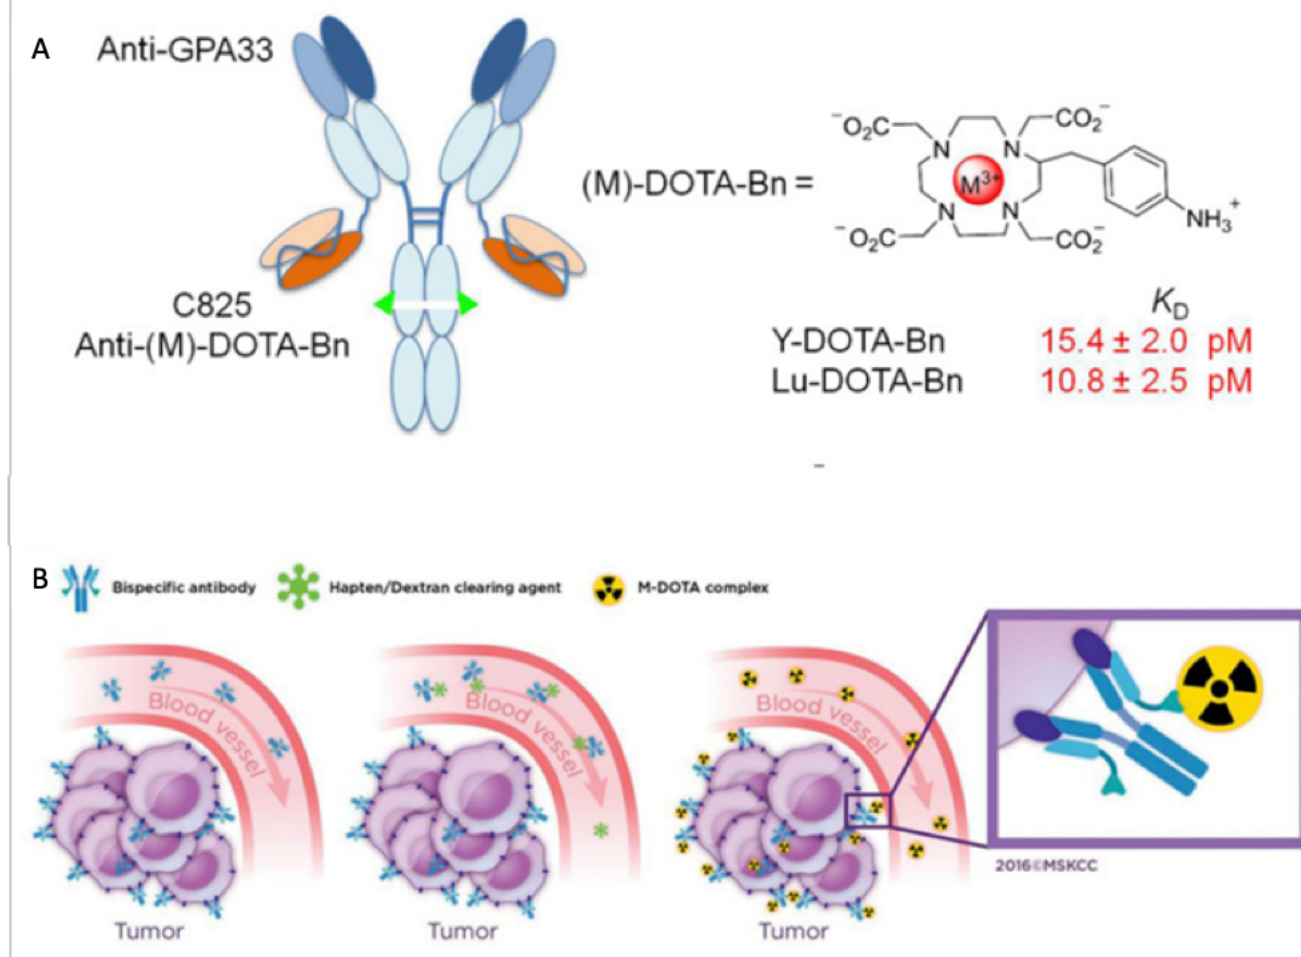 A
Anti-GPA33
C825
Anti-(M)-DOTA-Bn
(M)-DOTA-Bn =
⁻O₂C
CO₂⁻
N
N
M³⁺
N
N
⁻O₂C
CO₂⁻
NH₃⁺
K_D
Y-DOTA-Bn 15.4 ± 2.0 pM
Lu-DOTA-Bn 10.8 ± 2.5 pM
B
Bispecific antibody
Hapten/Dextran clearing agent
M-DOTA complex
Blood vessel
Blood vessel
Blood vessel
2016©MSKCC
Tumor
Tumor
Tumor